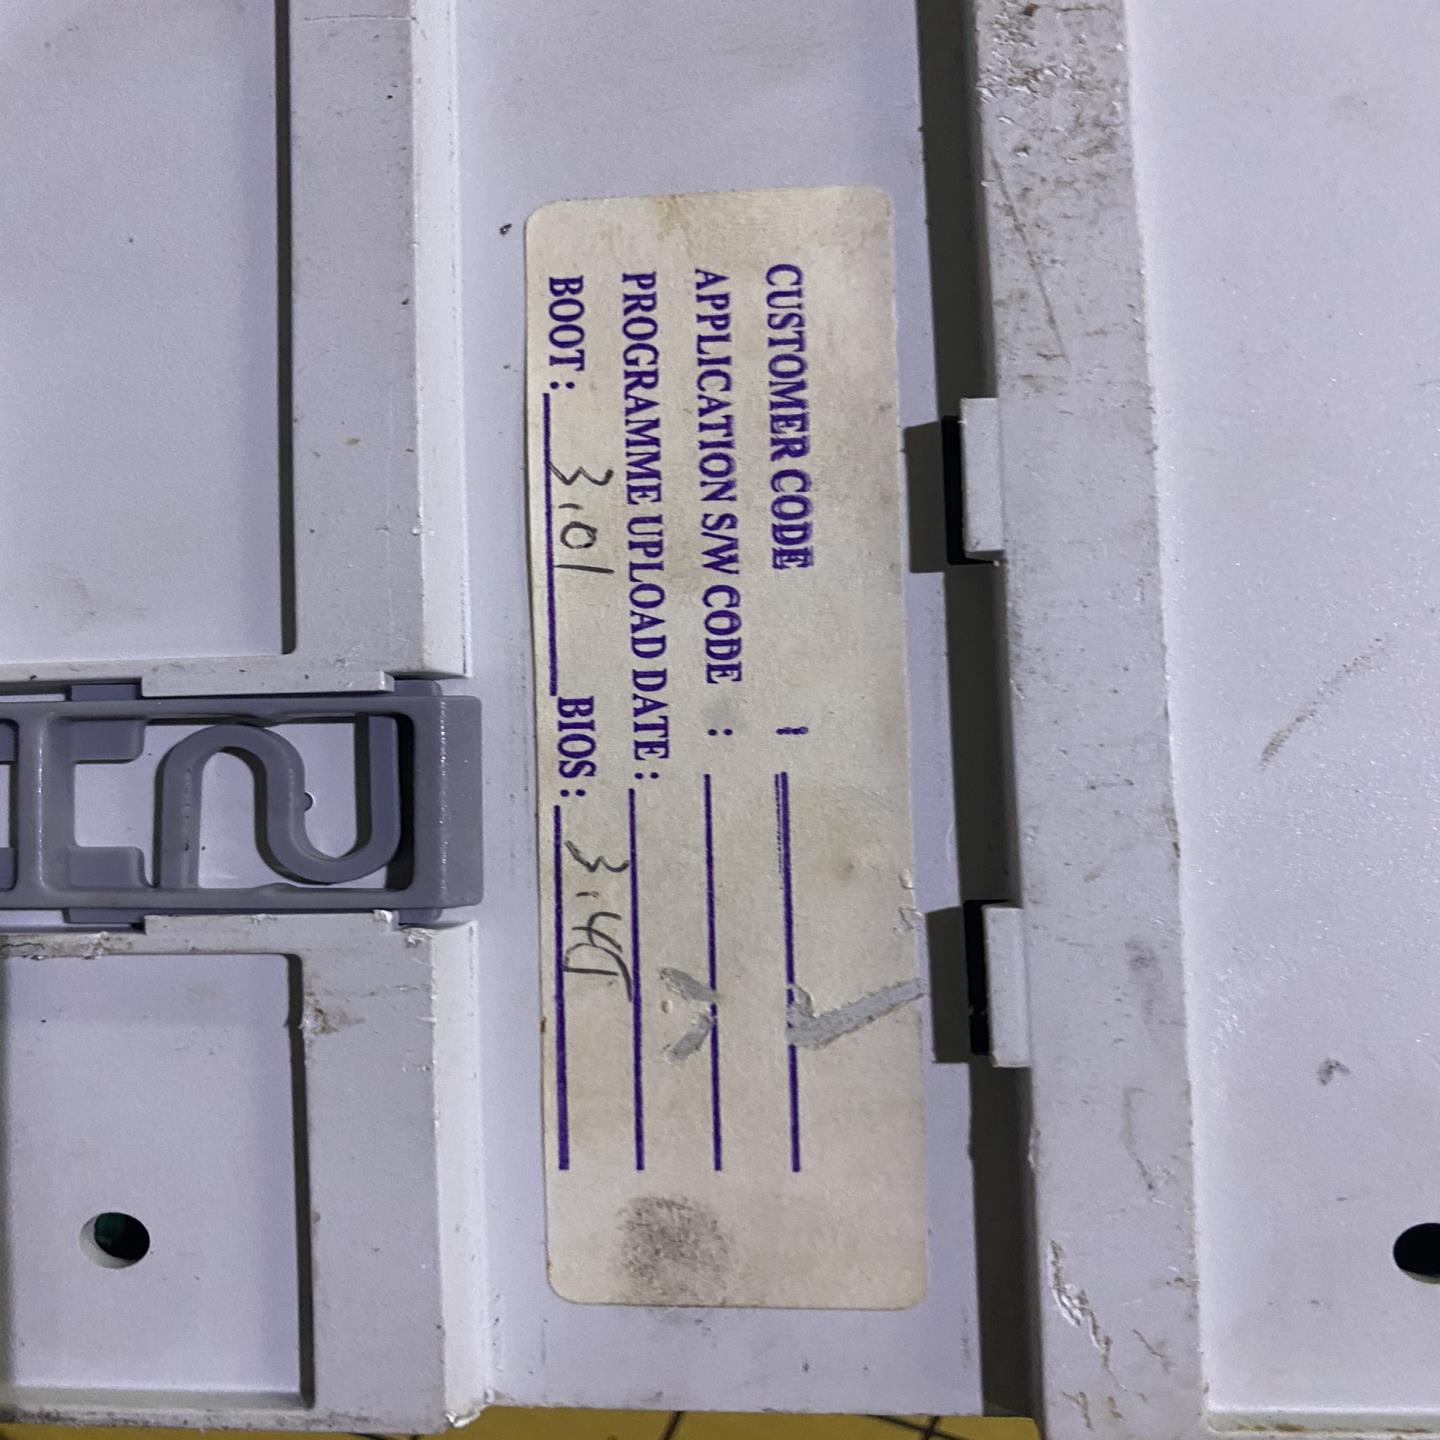 CUSTOMER CODE :
APPLICATION S/W CODE :
PROGRAMME UPLOAD DATE:
BOOT: 3.01 BIOS: 3.45